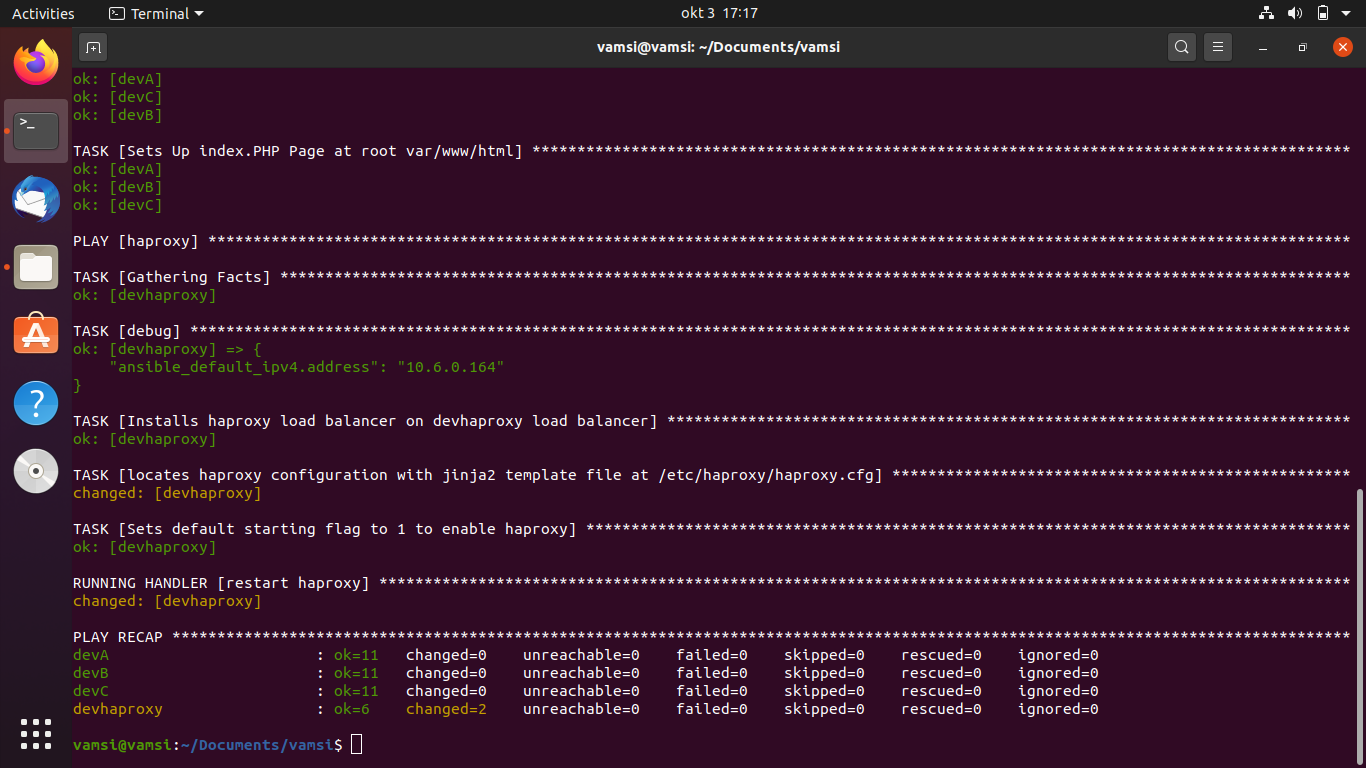 Activities Terminal okt 3 17:17
vamsi@vamsi: ~/Documents/vamsi
ok: [devA]
ok: [devC]
ok: [devB]
TASK [Sets Up index.PHP Page at root var/www/html] *******************************************************************************************
ok: [devA]
ok: [devB]
ok: [devC]
PLAY [haproxy] *******************************************************************************************************************************
TASK [Gathering Facts] ***********************************************************************************************************************
ok: [devhaproxy]
TASK [debug] *********************************************************************************************************************************
ok: [devhaproxy] => {
    "ansible_default_ipv4.address": "10.6.0.164"
}
TASK [Installs haproxy load balancer on devhaproxy load balancer] ****************************************************************************
ok: [devhaproxy]
TASK [locates haproxy configuration with jinja2 template file at /etc/haproxy/haproxy.cfg] ***************************************************
changed: [devhaproxy]
TASK [Sets default starting flag to 1 to enable haproxy] *************************************************************************************
ok: [devhaproxy]
RUNNING HANDLER [restart haproxy] ************************************************************************************************************
changed: [devhaproxy]
PLAY RECAP ***********************************************************************************************************************************
devA                       : ok=11   changed=0    unreachable=0    failed=0    skipped=0    rescued=0    ignored=0
devB                       : ok=11   changed=0    unreachable=0    failed=0    skipped=0    rescued=0    ignored=0
devC                       : ok=11   changed=0    unreachable=0    failed=0    skipped=0    rescued=0    ignored=0
devhaproxy                 : ok=6    changed=2    unreachable=0    failed=0    skipped=0    rescued=0    ignored=0
vamsi@vamsi:~/Documents/vamsi$